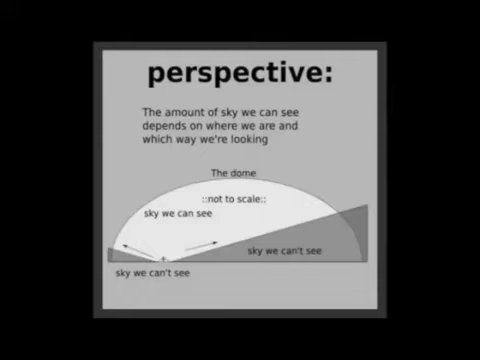 perspective:
The amount of sky we can see
depends on where we are and
which way we're looking
The dome
::not to scale::
sky we can see
sky we can't see
sky we can't see